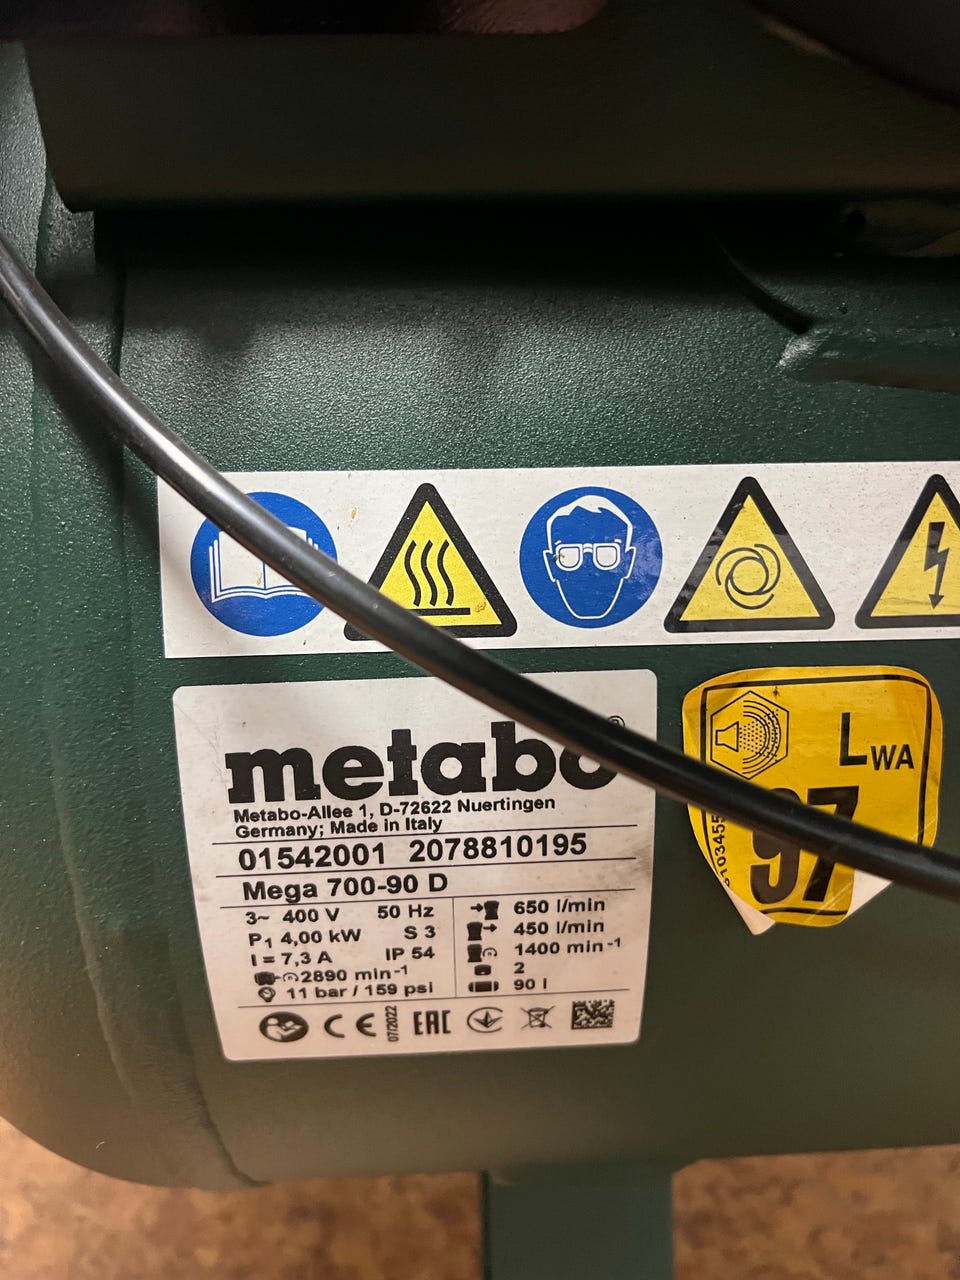 metabo®
Metabo-Allee 1, D-72622 Nuertingen
Germany; Made in Italy
01542001 2078810195
Mega 700-90 D
3~ 400 V 50 Hz
P1 4,00 kW S 3
I = 7,3 A IP 54
2890 min-1
11 bar / 159 psi
650 l/min
450 l/min
1400 min-1
2
90 l
CE 07/2022 EAC
LWA
97